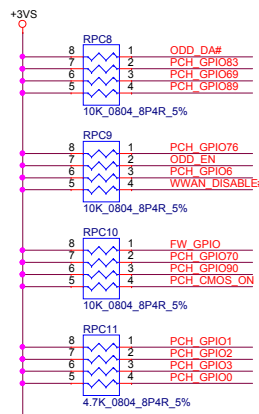 +3VS
RPC8
8 1 ODD_DA#
7 2 PCH_GPIO83
6 3 PCH_GPIO69
5 4 PCH_GPIO89
10K_0804_8P4R_5%
RPC9
8 1 PCH_GPIO76
7 2 ODD_EN
6 3 PCH_GPIO6
5 4 WWAN_DISABLE#
10K_0804_8P4R_5%
RPC10
8 1 FW_GPIO
7 2 PCH_GPIO70
6 3 PCH_GPIO90
5 4 PCH_CMOS_ON
10K_0804_8P4R_5%
RPC11
8 1 PCH_GPIO1
7 2 PCH_GPIO2
6 3 PCH_GPIO3
5 4 PCH_GPIO0
4.7K_0804_8P4R_5%